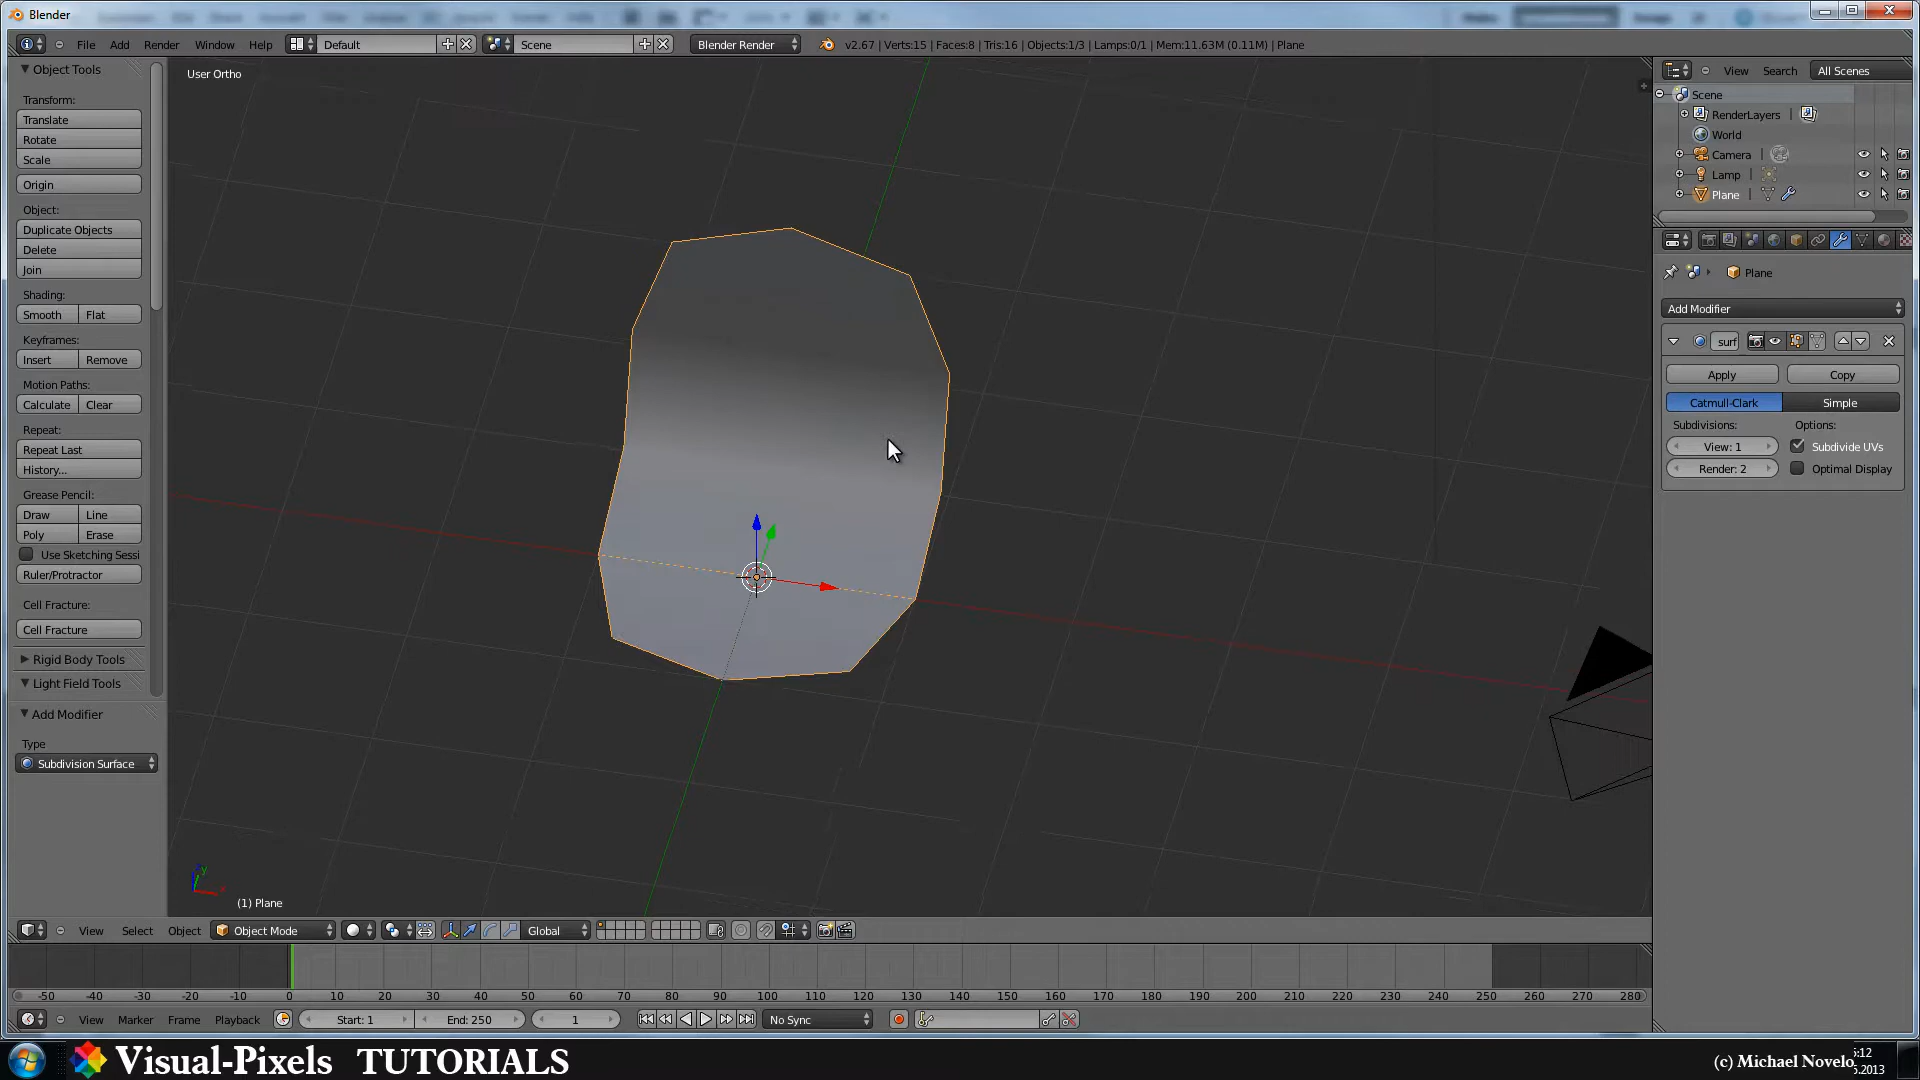 Blender
File Add Render Window Help Default Scene Blender Render v2.67 | Verts:15 | Faces:8 | Tris:16 | Objects:1/3 | Lamps:0/1 | Mem:11.63M (0.11M) | Plane
Object Tools
Transform:
Translate
Rotate
Scale
Origin
Object:
Duplicate Objects
Delete
Join
Shading:
Smooth Flat
Keyframes:
Insert Remove
Motion Paths:
Calculate Clear
Repeat:
Repeat Last
History...
Grease Pencil:
Draw Line
Poly Erase
Use Sketching Sessi
Ruler/Protractor
Cell Fracture:
Cell Fracture
Rigid Body Tools
Light Field Tools
Add Modifier
Type
Subdivision Surface
User Ortho
(1) Plane
View Search All Scenes
Scene
RenderLayers
World
Camera
Lamp
Plane
Plane
Add Modifier
surf
Apply Copy
Catmull-Clark Simple
Subdivisions: Options:
View: 1 Subdivide UVs
Render: 2 Optimal Display
View Select Object Object Mode Global
-50 -40 -30 -20 -10 0 10 20 30 40 50 60 70 80 90 100 110 120 130 140 150 160 170 180 190 200 210 220 230 240 250 260 270 280
View Marker Frame Playback Start: 1 End: 250 1 No Sync
Visual-Pixels TUTORIALS
(c) Michael Novelo
:12
.2013